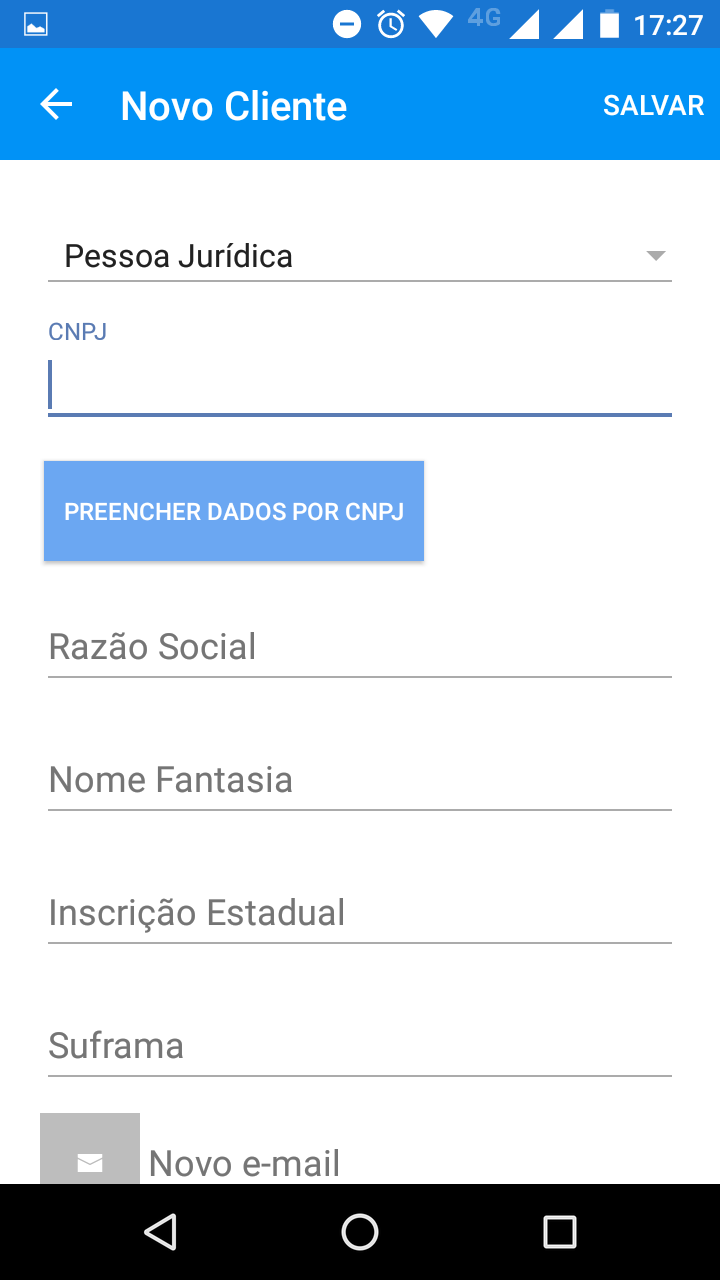 4G 17:27
Novo Cliente SALVAR
Pessoa Jurídica
CNPJ
PREENCHER DADOS POR CNPJ
Razão Social
Nome Fantasia
Inscrição Estadual
Suframa
Novo e-mail